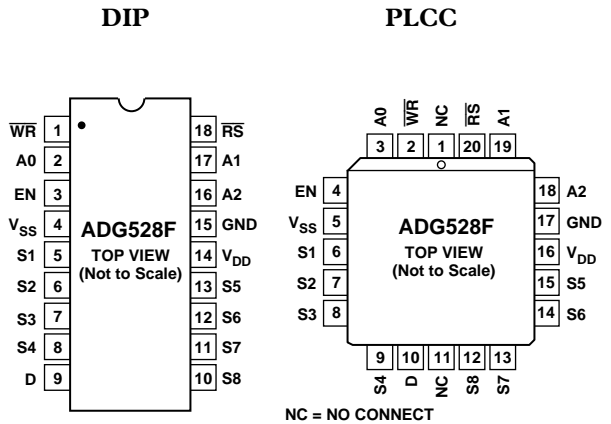 DIP
W̅R̅ 1
A0 2
EN 3
VSS 4
S1 5
S2 6
S3 7
S4 8
D 9
ADG528F
TOP VIEW
(Not to Scale)
18 R̅S̅
17 A1
16 A2
15 GND
14 VDD
13 S5
12 S6
11 S7
10 S8
PLCC
A0 W̅R̅ NC R̅S̅ A1
3 2 1 20 19
EN 4
VSS 5
S1 6
S2 7
S3 8
ADG528F
TOP VIEW
(Not to Scale)
18 A2
17 GND
16 VDD
15 S5
14 S6
9 10 11 12 13
S4 D NC S8 S7
NC = NO CONNECT